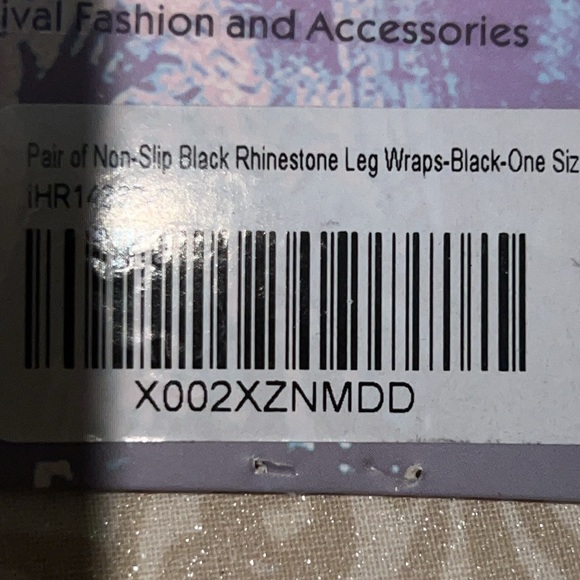 ival Fashion and Accessories
Pair of Non-Slip Black Rhinestone Leg Wraps-Black-One Siz
X002XZNMDD